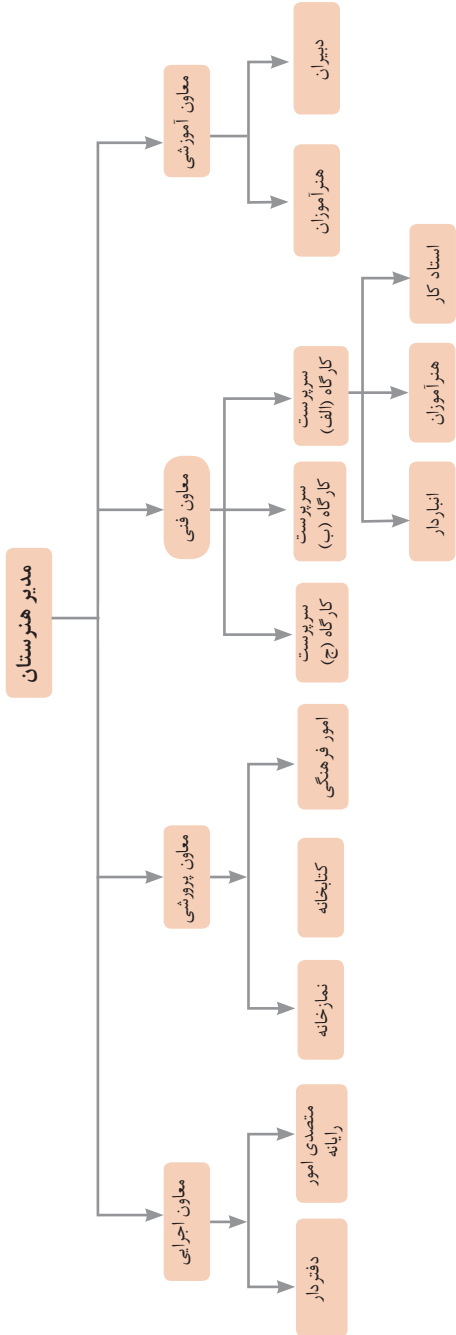 مدیر هنرستان
معاون آموزشی
معاون فنی
معاون پرورشی
معاون اجرایی
دبیران
هنرآموزان
سرپرست
کارگاه (الف)
سرپرست
کارگاه (ب)
سرپرست
کارگاه (ج)
امور فرهنگی
کتابخانه
نمازخانه
متصدی امور
رایانه
دفتردار
استاد کار
هنرآموزان
انباردار